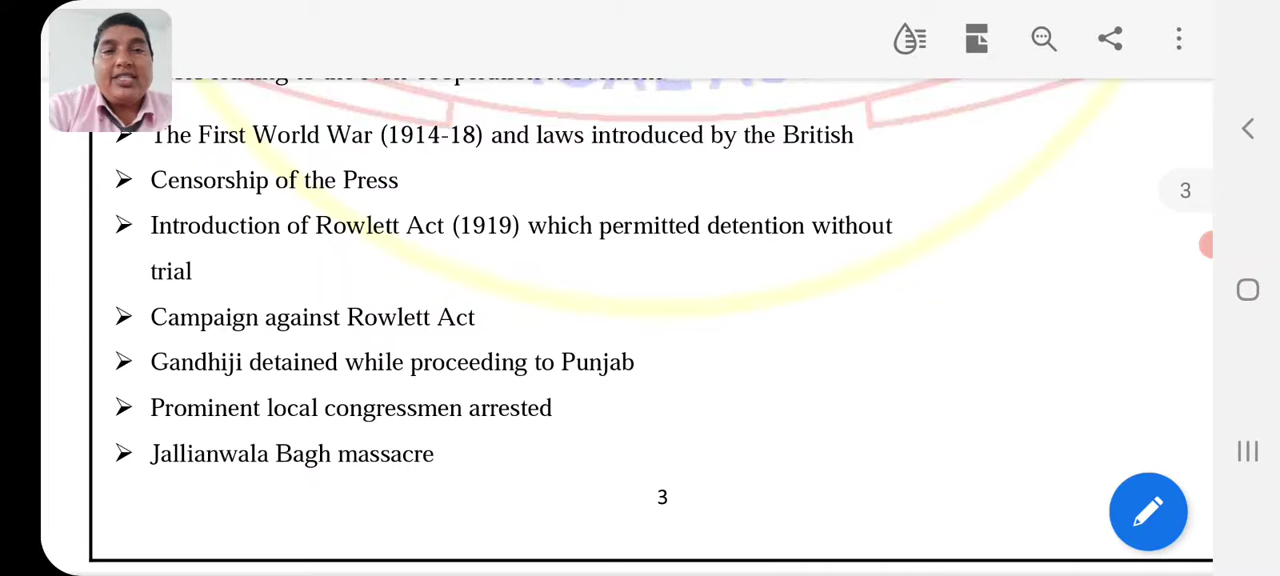 The First World War (1914-18) and laws introduced by the British
Censorship of the Press
3
Introduction of Rowlett Act (1919) which permitted detention without
trial
Campaign against Rowlett Act
Gandhiji detained while proceeding to Punjab
Prominent local congressmen arrested
Jallianwala Bagh massacre
3